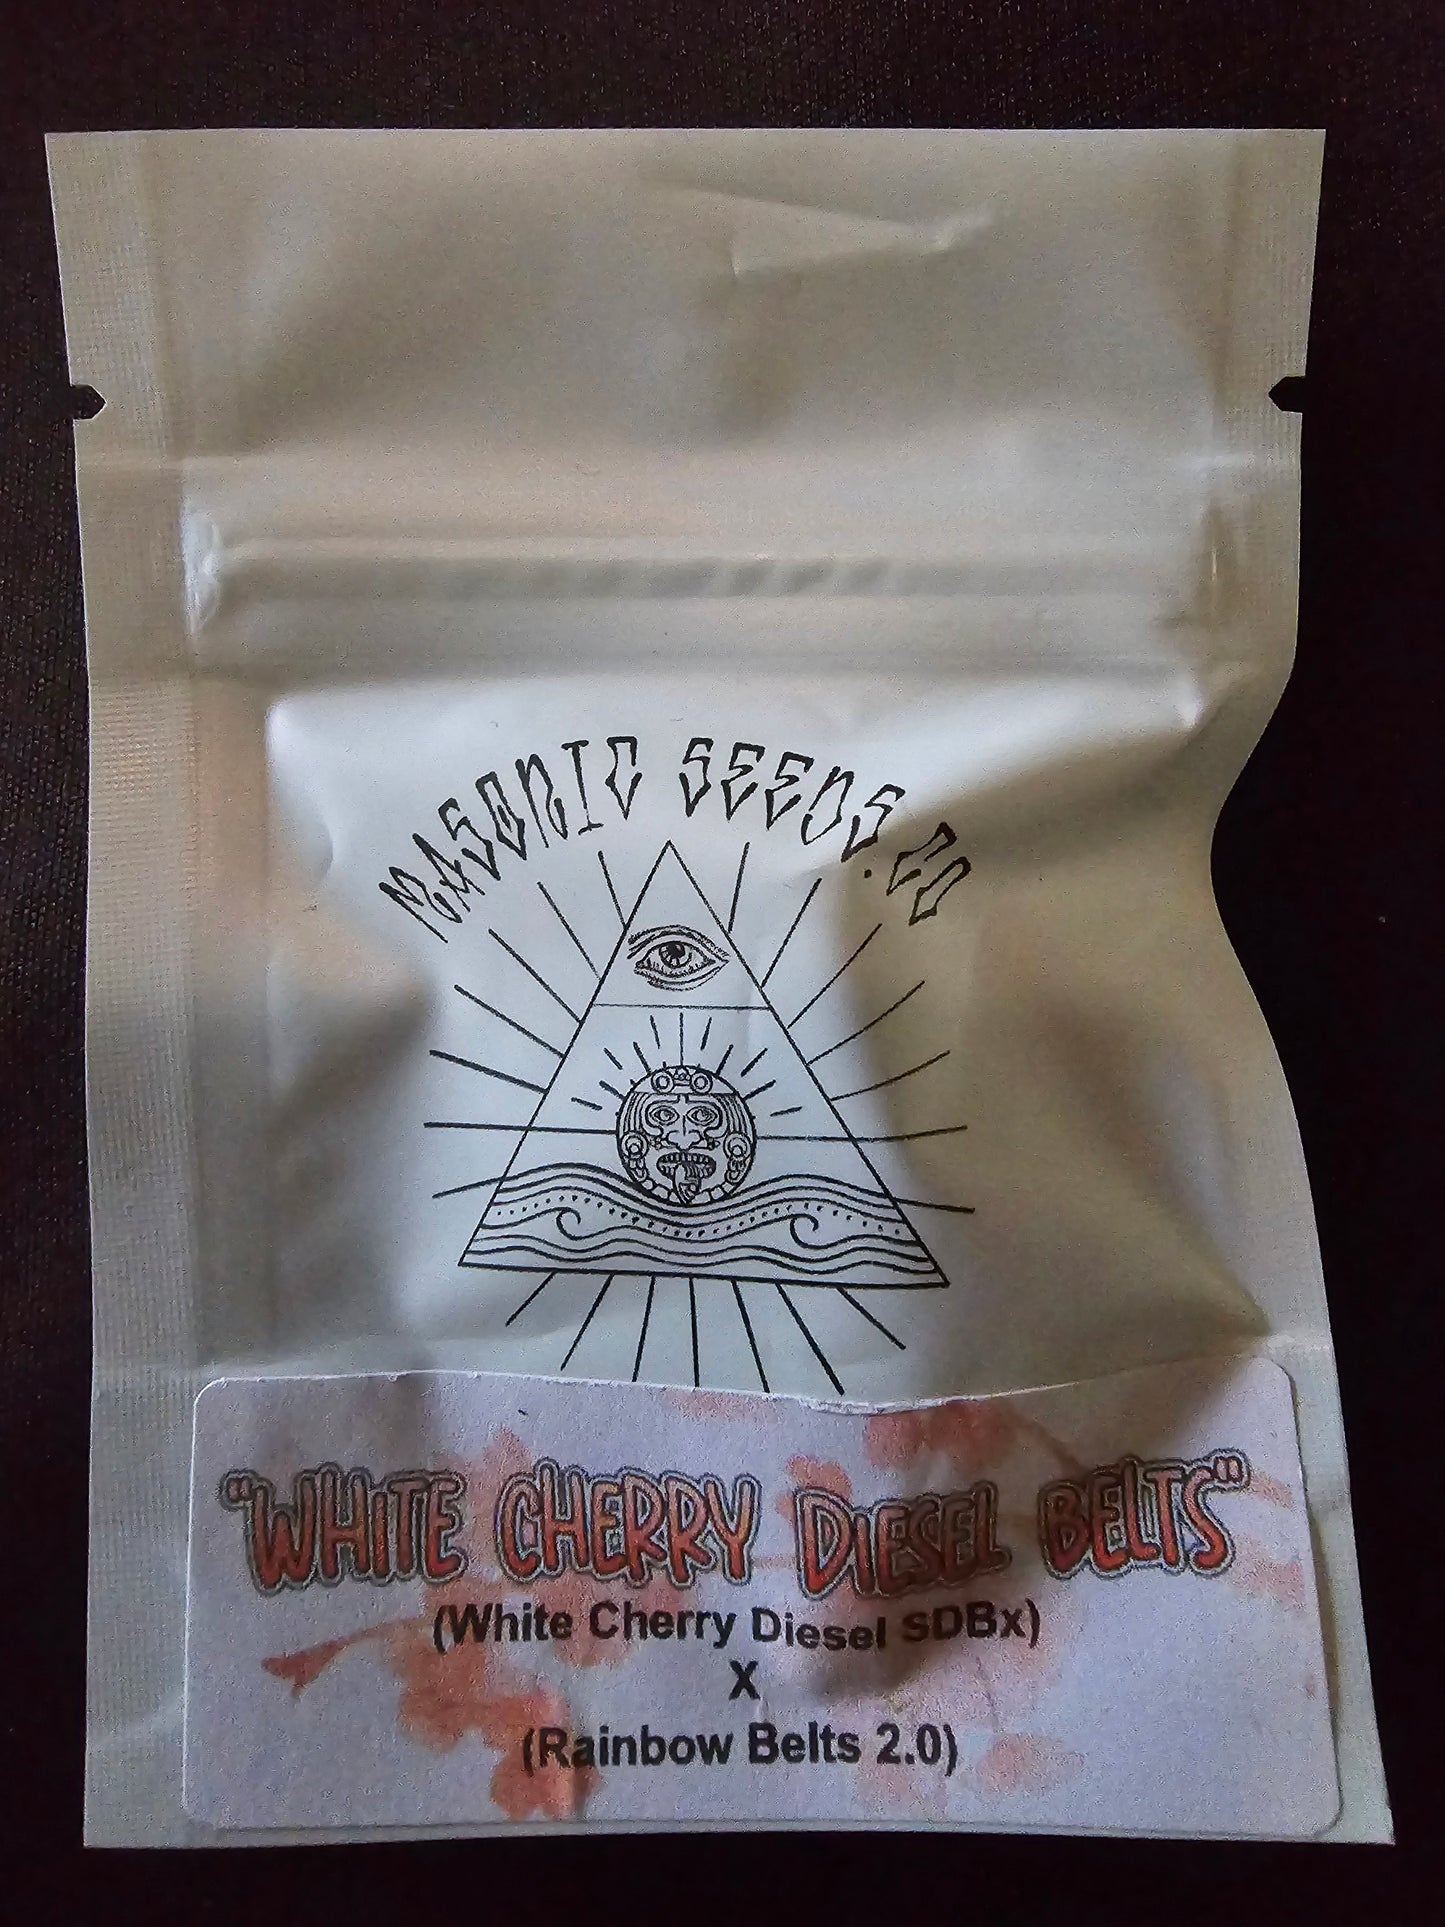 MASONIC SEEDS.CO
"WHITE CHERRY DIESEL BELTS"
(White Cherry Diesel SDBx)
X
(Rainbow Belts 2.0)